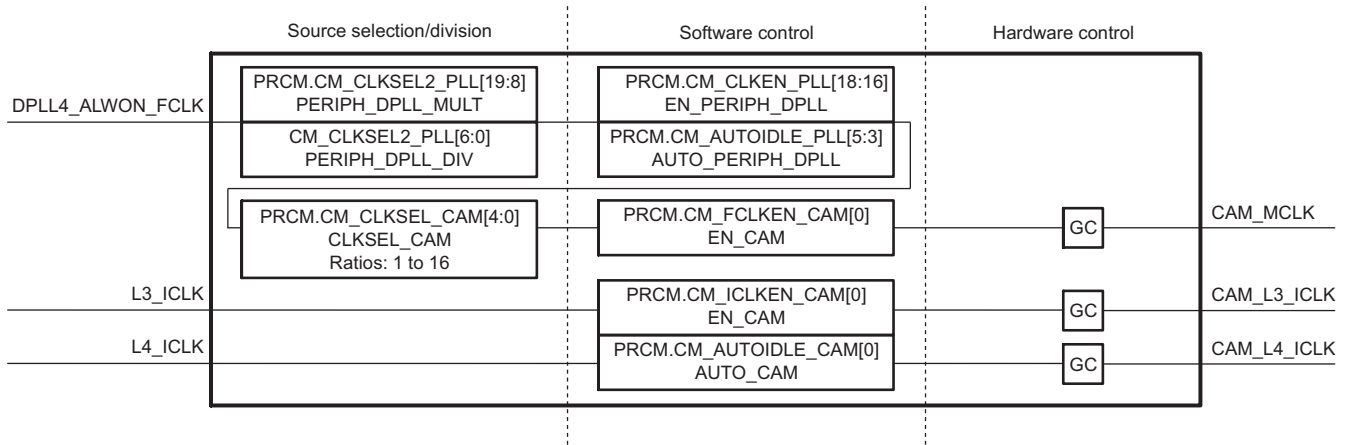 Source selection/division
Software control
Hardware control
PRCM.CM_CLKSEL2_PLL[19:8]
PERIPH_DPLL_MULT
PRCM.CM_CLKEN_PLL[18:16]
EN_PERIPH_DPLL
DPLL4_ALWON_FCLK
CM_CLKSEL2_PLL[6:0]
PERIPH_DPLL_DIV
PRCM.CM_AUTOIDLE_PLL[5:3]
AUTO_PERIPH_DPLL
PRCM.CM_CLKSEL_CAM[4:0]
CLKSEL_CAM
Ratios: 1 to 16
PRCM.CM_FCLKEN_CAM[0]
EN_CAM
GC
CAM_MCLK
L3_ICLK
PRCM.CM_ICLKEN_CAM[0]
EN_CAM
GC
CAM_L3_ICLK
L4_ICLK
PRCM.CM_AUTOIDLE_CAM[0]
AUTO_CAM
GC
CAM_L4_ICLK